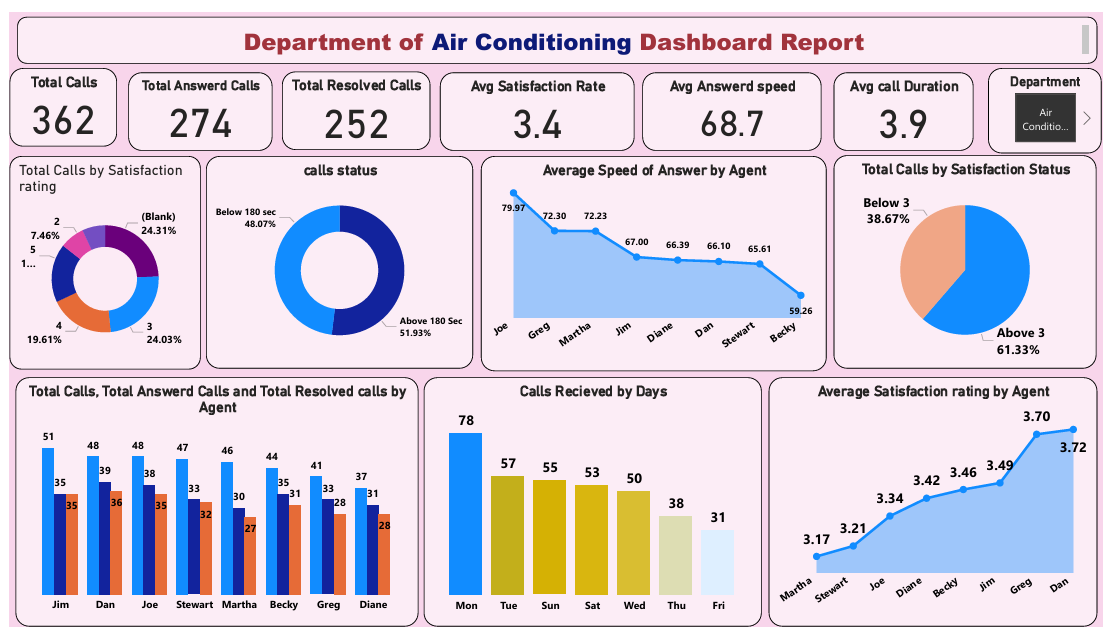 Department of Air Conditioning Dashboard Report
Total Calls
362
Total Answerd Calls
274
Total Resolved Calls
252
Avg Satisfaction Rate
3.4
Avg Answerd speed
68.7
Avg call Duration
3.9
Department
Air
Conditio...
Total Calls by Satisfaction
rating
(Blank)
24.31%
3
24.03%
4
19.61%
5
1...
2
7.46%
calls status
Below 180 sec
48.07%
Above 180 Sec
51.93%
Average Speed of Answer by Agent
79.97
72.30
72.23
67.00
66.39
66.10
65.61
59.26
Joe
Greg
Martha
Jim
Diane
Dan
Stewart
Becky
Total Calls by Satisfaction Status
Below 3
38.67%
Above 3
61.33%
Total Calls, Total Answerd Calls and Total Resolved calls by
Agent
51 35 35
48 39 36
48 38 35
47 33 32
46 30 27
44 35 31
41 33 28
37 31 28
Jim Dan Joe Stewart Martha Becky Greg Diane
Calls Recieved by Days
78 57 55 53 50 38 31
Mon Tue Sun Sat Wed Thu Fri
Average Satisfaction rating by Agent
3.17
3.21
3.34
3.42
3.46
3.49
3.70
3.72
Martha
Stewart
Joe
Diane
Becky
Jim
Greg
Dan